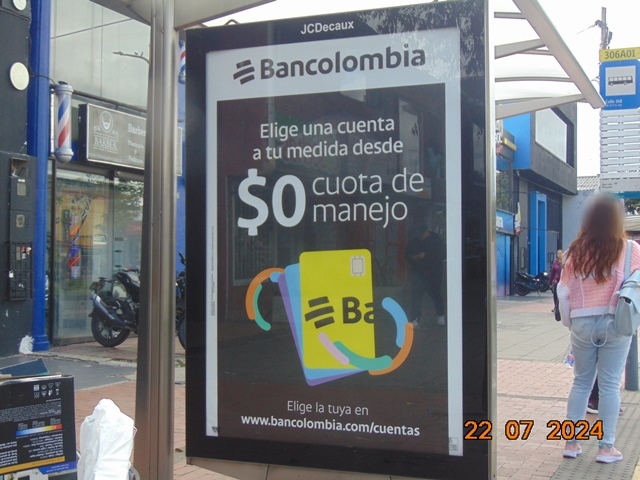 JCDecaux
Bancolombia
Elige una cuenta
a tu medida desde
$0 cuota de
manejo
Ba
Elige la tuya en
www.bancolombia.com/cuentas
306A01
BARBER
22 07 2024